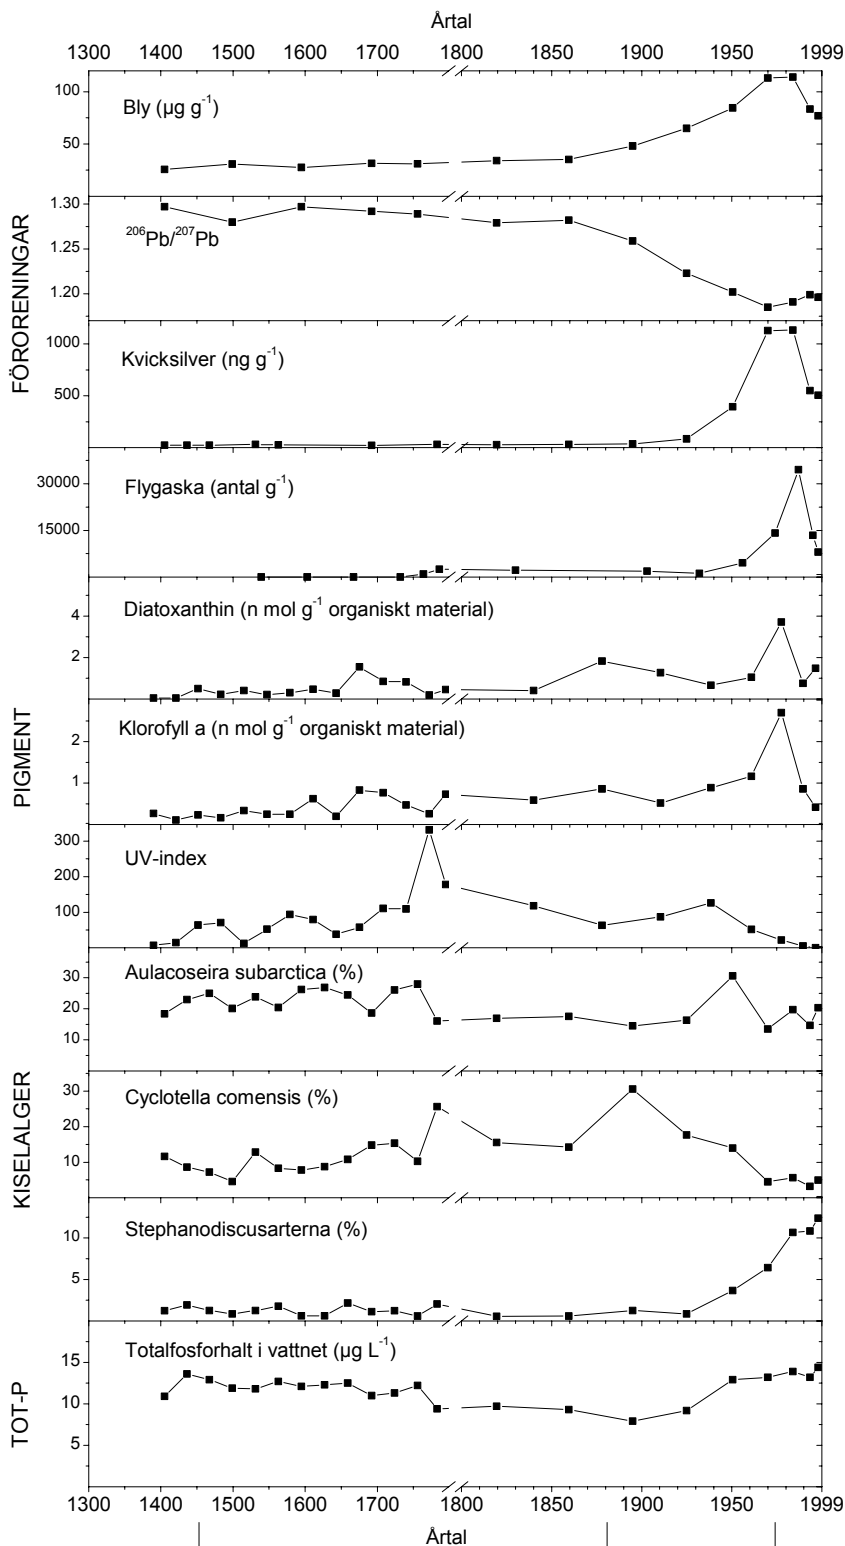 Årtal
1300 1400 1500 1600 1700 1800 1850 1900 1950 1999
FÖRORENINGAR
Bly (µg g⁻¹)
100
50
²⁰⁶Pb/²⁰⁷Pb
1.30
1.25
1.20
Kvicksilver (ng g⁻¹)
1000
500
Flygaska (antal g⁻¹)
30000
15000
PIGMENT
Diatoxanthin (n mol g⁻¹ organiskt material)
4
2
Klorofyll a (n mol g⁻¹ organiskt material)
2
1
UV-index
300
200
100
KISELALGER
Aulacoseira subarctica (%)
30
20
10
Cyclotella comensis (%)
30
20
10
Stephanodiscusarterna (%)
10
5
TOT-P
Totalfosforhalt i vattnet (µg L⁻¹)
15
10
5
1300 1400 1500 1600 1700 1800 1850 1900 1950 1999
Årtal